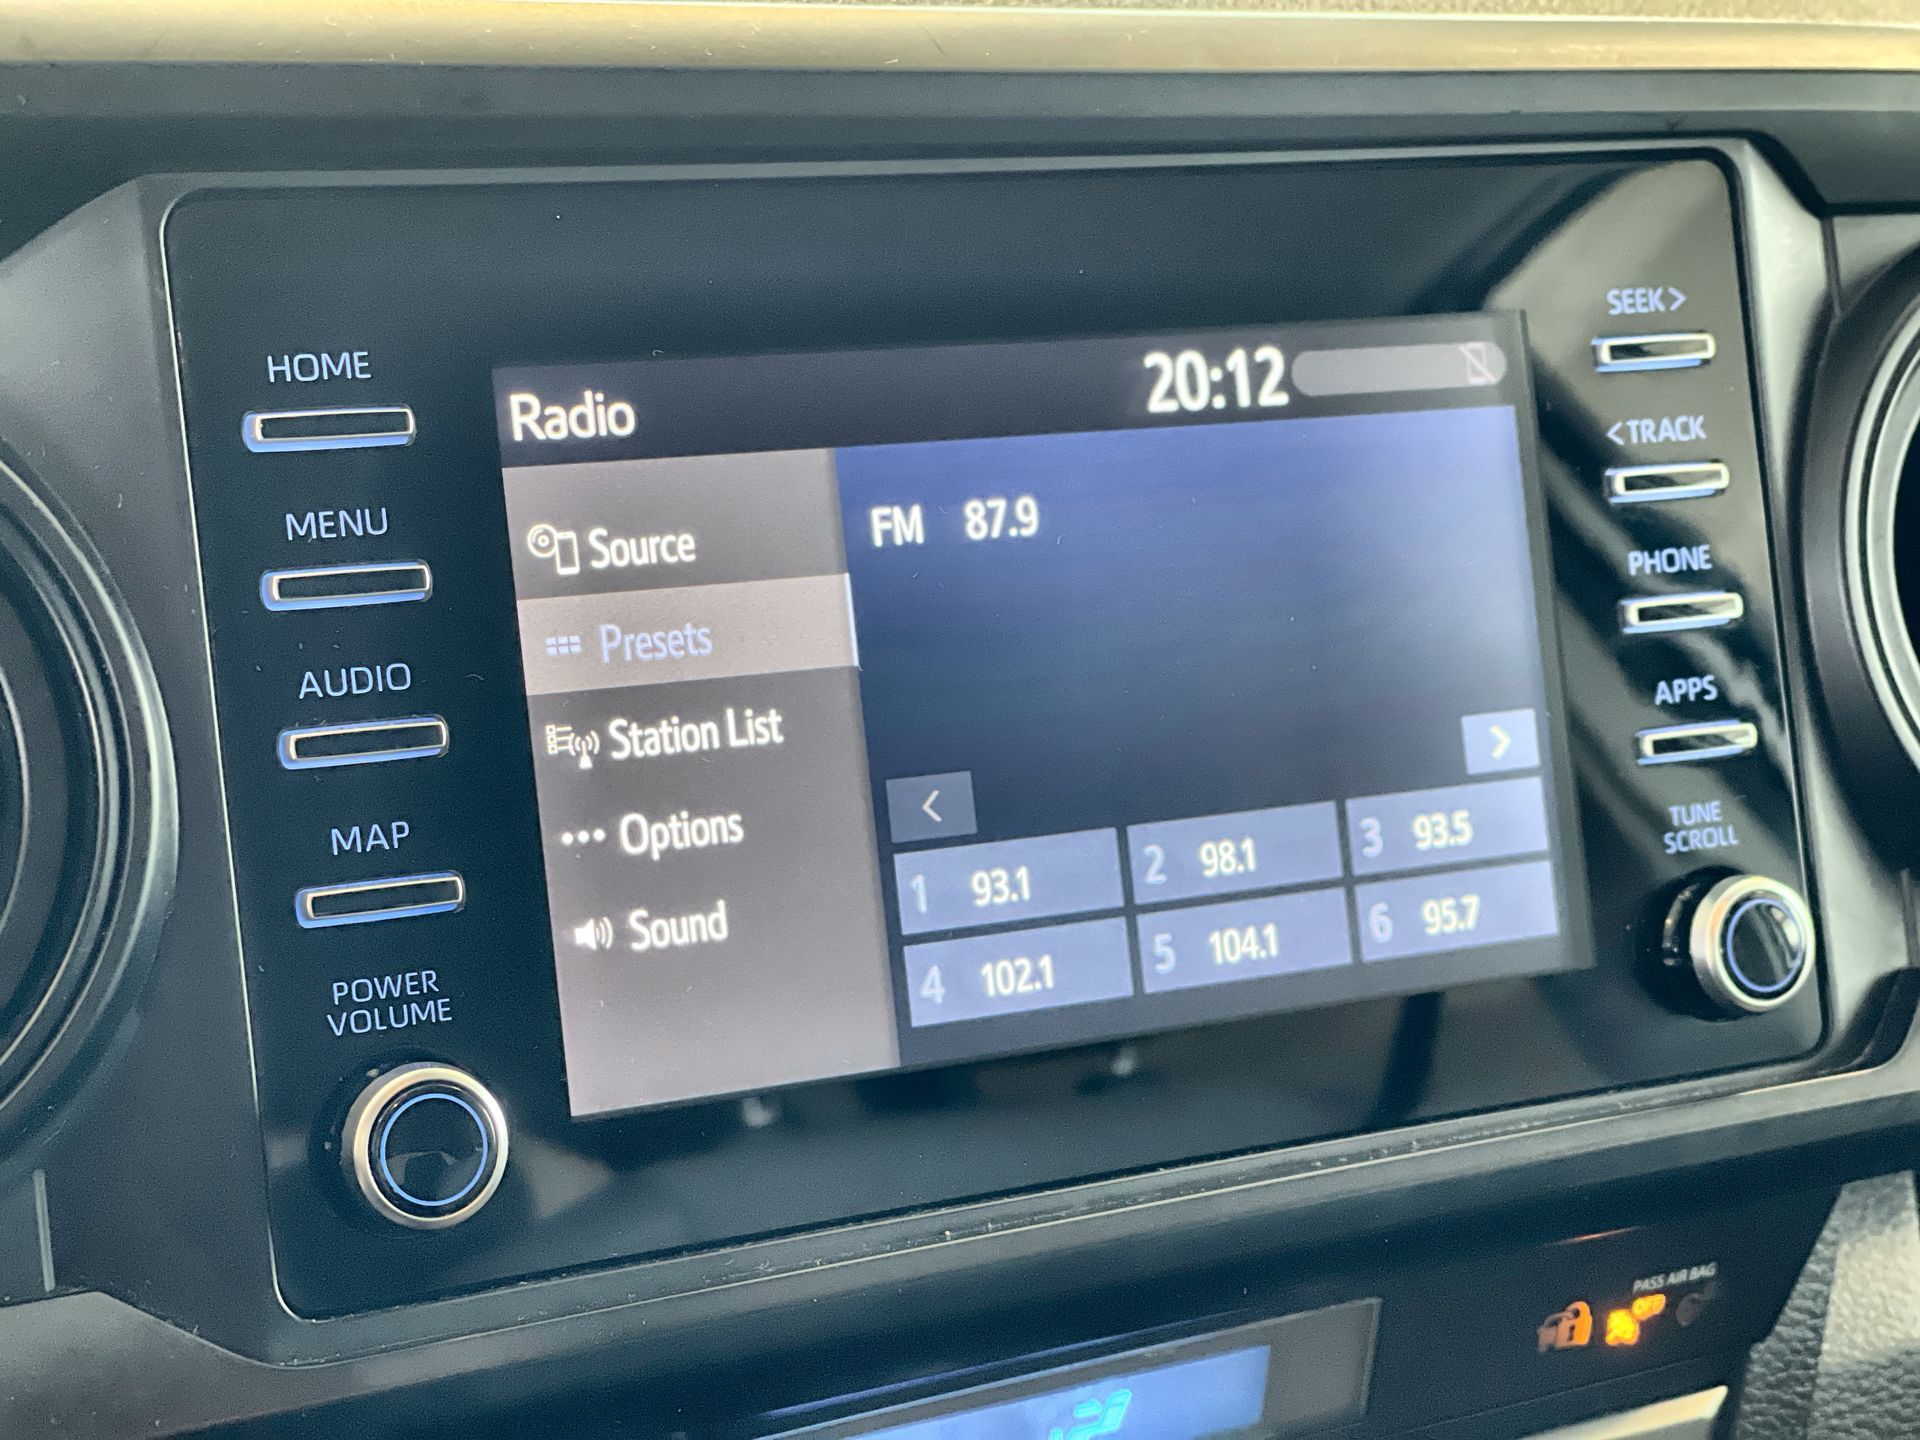 HOME
MENU
AUDIO
MAP
POWER
VOLUME
Radio
20:12
Source
Presets
Station List
Options
Sound
FM 87.9
<
>
1 93.1
2 98.1
3 93.5
4 102.1
5 104.1
6 95.7
SEEK>
<TRACK
PHONE
APPS
TUNE
SCROLL
PASS AIR BAG
OFF